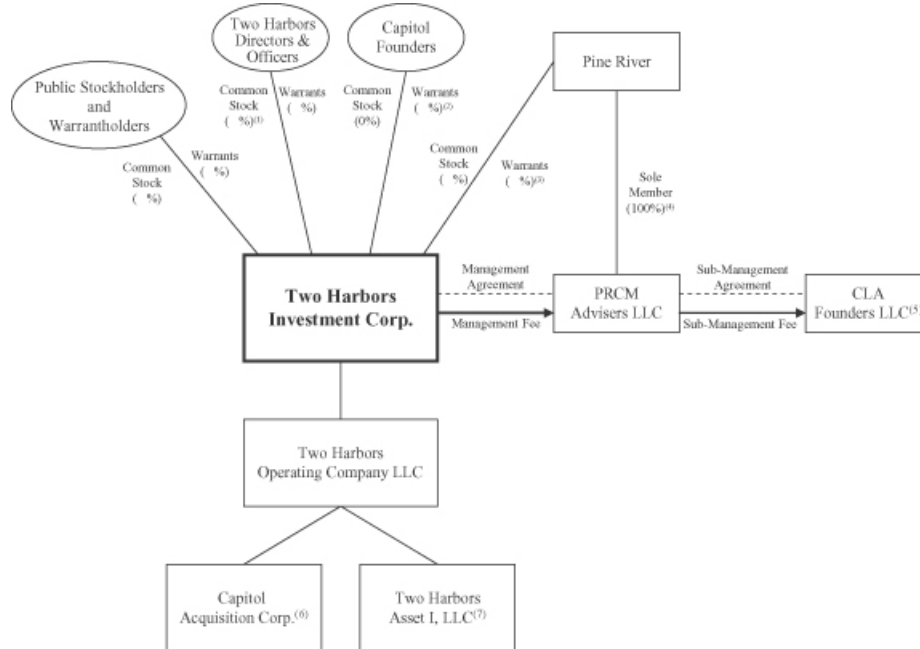 Two Harbors
Directors &
Officers
Capitol
Founders
Pine River
Public Stockholders
and
Warrantholders
Common
Stock
(  %)
Warrants
(  %)
Common
Stock
(  %)(1)
Warrants
(  %)
Common
Stock
(0%)
Warrants
(  %)(2)
Common
Stock
(  %)
Warrants
(  %)(3)
Sole
Member
(100%)(4)
Two Harbors
Investment Corp.
Management
Agreement
Management Fee
PRCM
Advisers LLC
Sub-Management
Agreement
Sub-Management Fee
CLA
Founders LLC(5)
Two Harbors
Operating Company LLC
Capitol
Acquisition Corp.(6)
Two Harbors
Asset I, LLC(7)